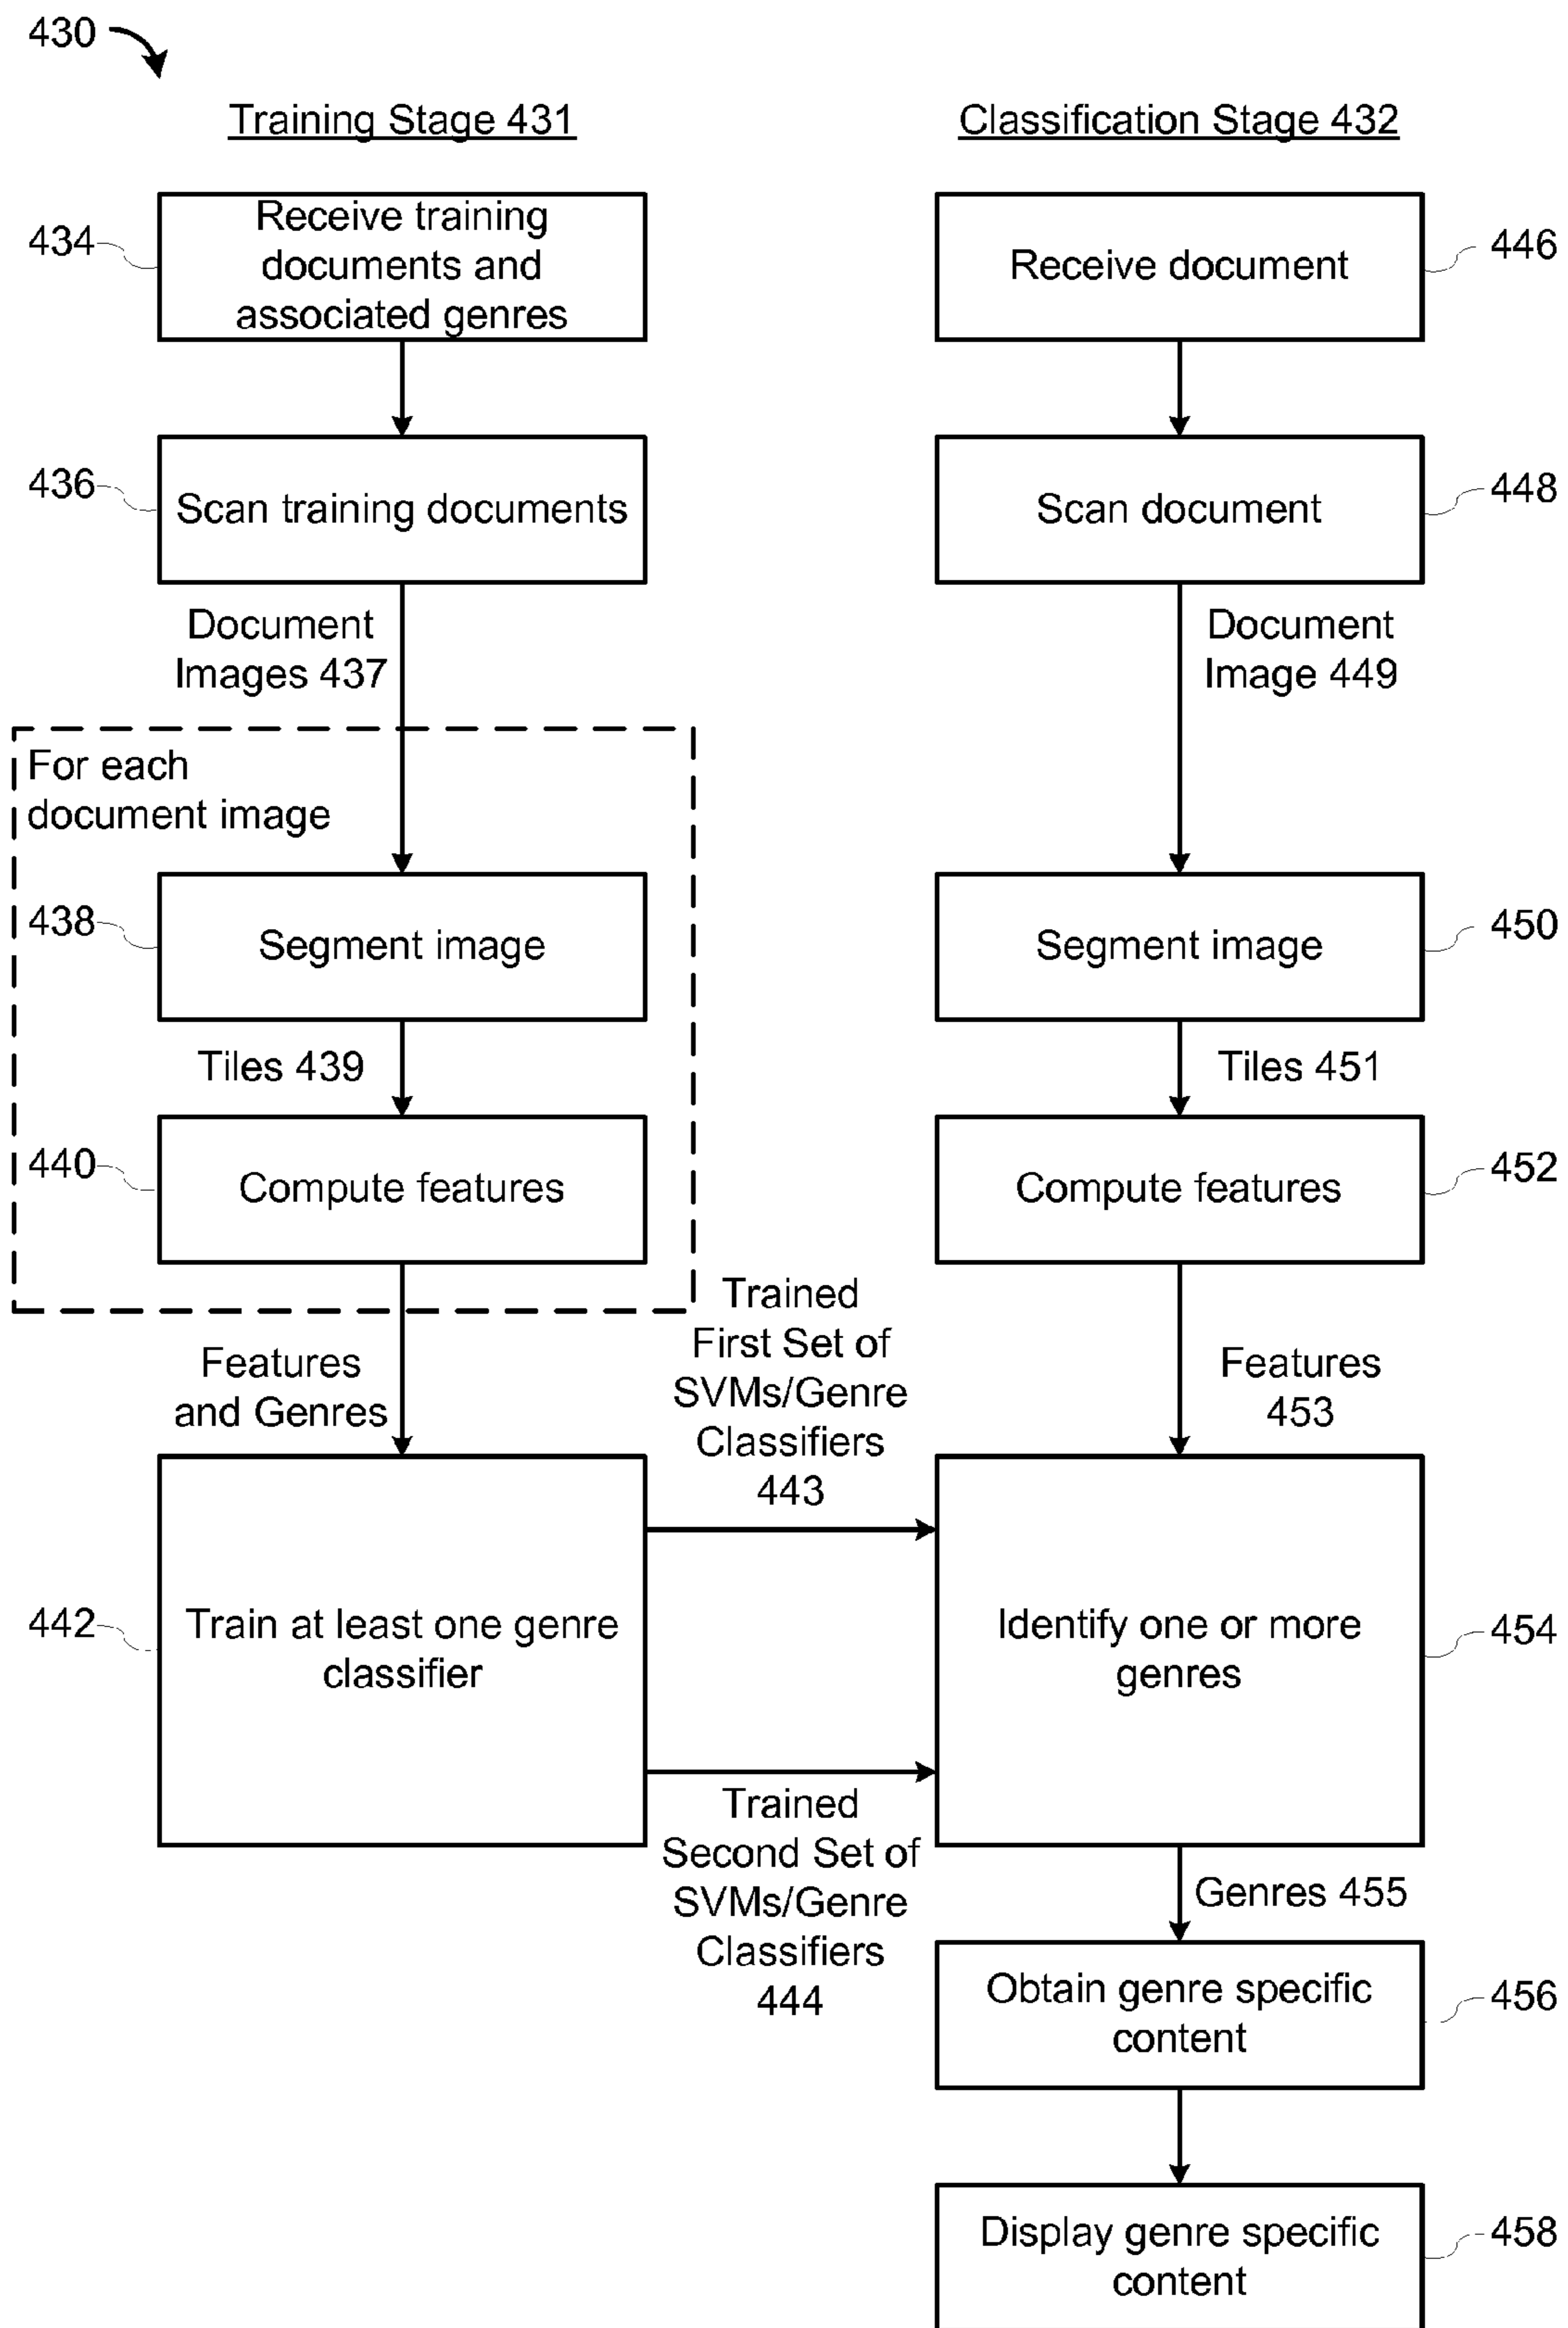 430
Training Stage 431
Receive training
documents and
associated genres
434
Scan training documents
436
Document
Images 437
For each
document image
Segment image
438
Tiles 439
Compute features
440
Features
and Genres
Train at least one genre
classifier
442
Trained
First Set of
SVMs/Genre
Classifiers
443
Trained
Second Set of
SVMs/Genre
Classifiers
444
Classification Stage 432
Receive document
446
Scan document
448
Document
Image 449
Segment image
450
Tiles 451
Compute features
452
Features
453
Identify one or more
genres
454
Genres 455
Obtain genre specific
content
456
Display genre specific
content
458